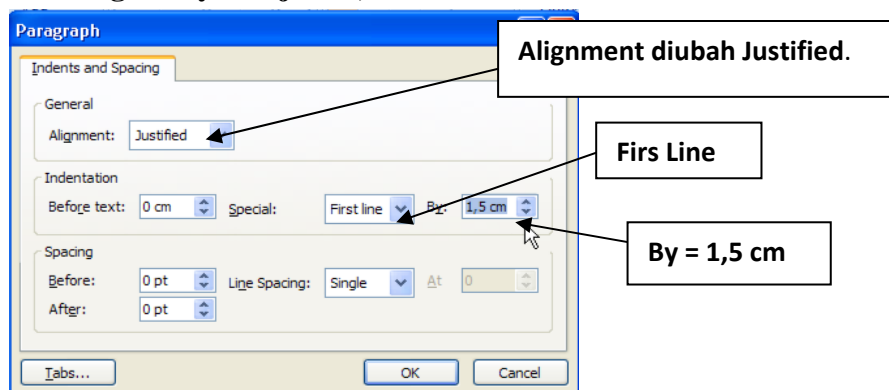 Paragraph
Alignment diubah Justified.
Indents and Spacing
General
Alignment: Justified
Firs Line
Indentation
Before text: 0 cm Special: First line By: 1,5 cm
By = 1,5 cm
Spacing
Before: 0 pt Line Spacing: Single At 0
After: 0 pt
Tabs... OK Cancel